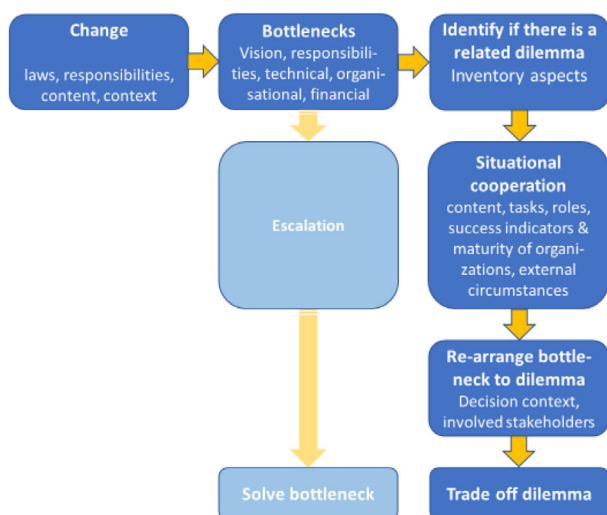 Change
laws, responsibilities,
content, context
Bottlenecks
Vision, responsibili-
ties, technical, organi-
sational, financial
Identify if there is a
related dilemma
Inventory aspects
Escalation
Situational
cooperation
content, tasks, roles,
success indicators &
maturity of organi-
zations, external
circumstances
Re-arrange bottle-
neck to dilemma
Decision context,
involved stakeholders
Solve bottleneck
Trade off dilemma